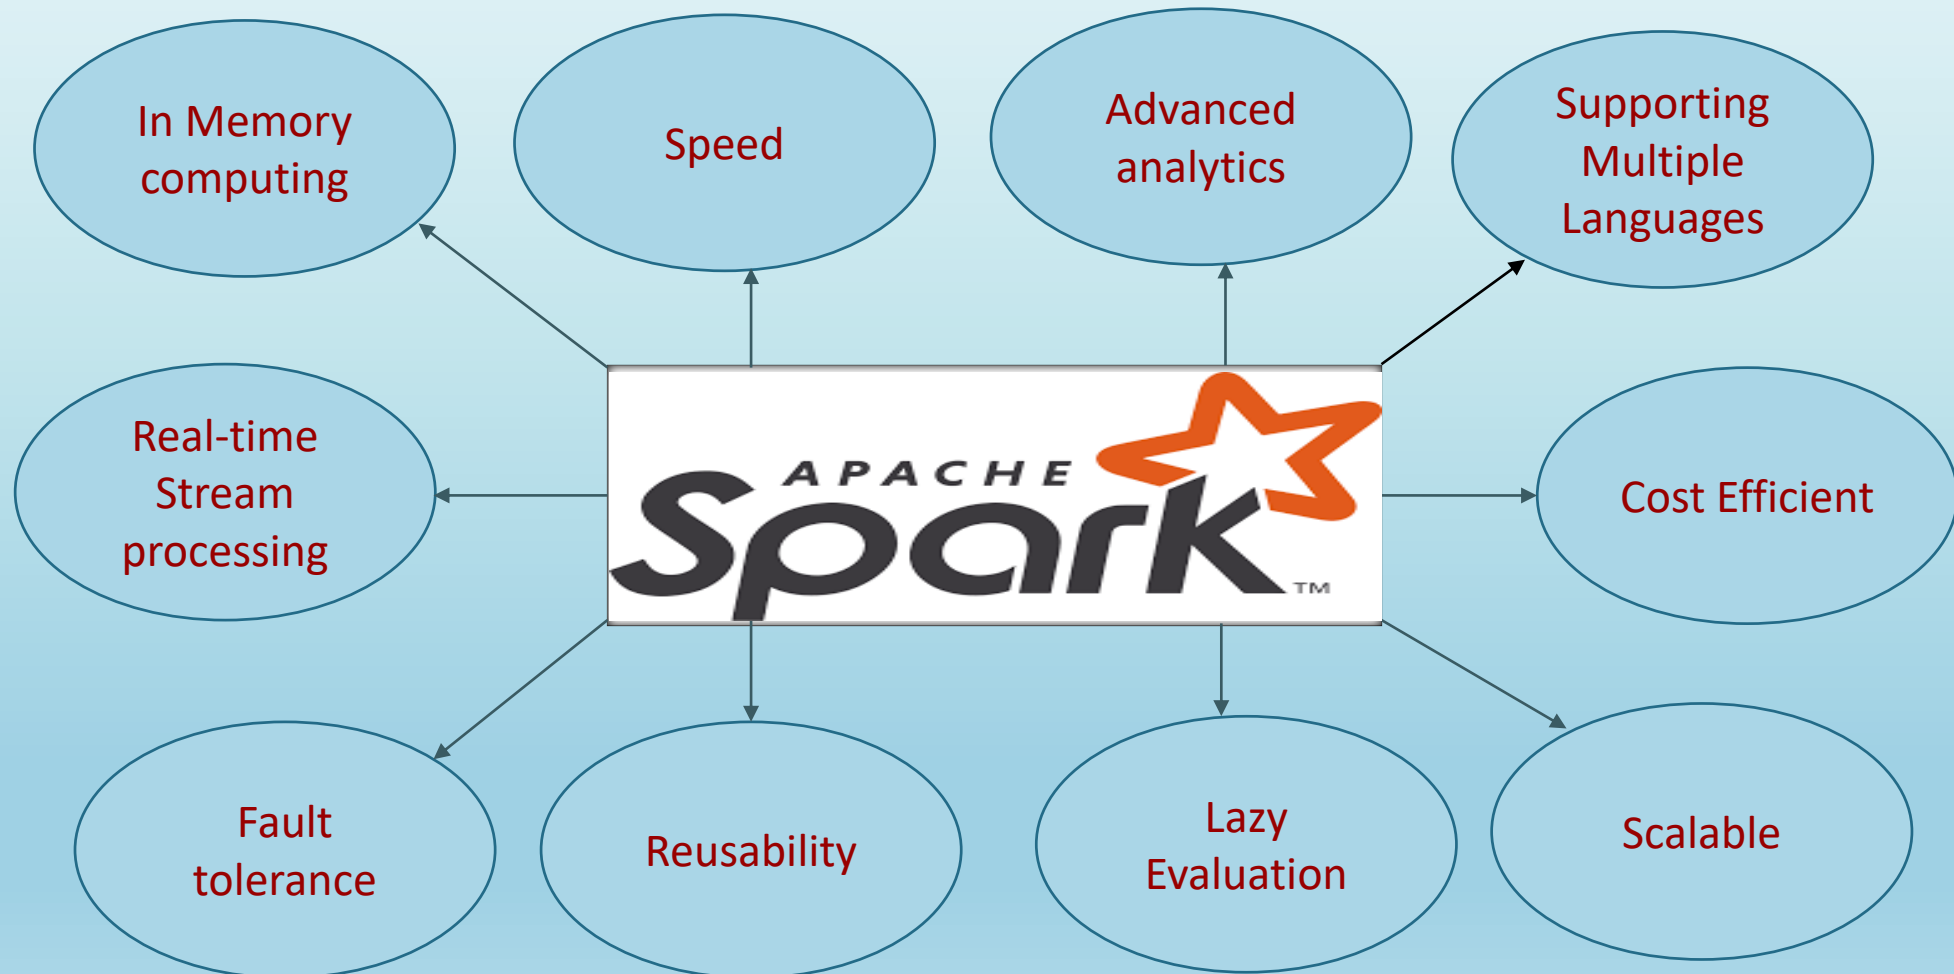 In Memory
computing
Speed
Advanced
analytics
Supporting
Multiple
Languages
Real-time
Stream
processing
APACHE
Spark
TM
Cost Efficient
Fault
tolerance
Reusability
Lazy
Evaluation
Scalable